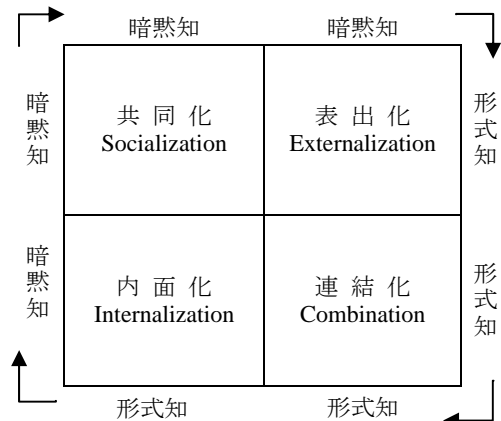 暗黙知 暗黙知
暗黙知
共同化
Socialization
表出化
Externalization
形式知
暗黙知
内面化
Internalization
連結化
Combination
形式知
形式知 形式知